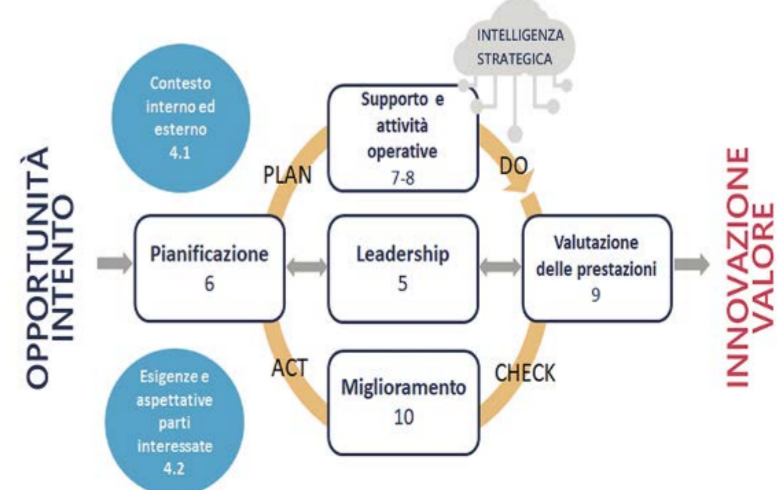 INTELLIGENZA
STRATEGICA
Contesto
interno ed
esterno
4.1
Supporto e
attività
operative
7-8
PLAN
DO
OPPORTUNITÀ
INTENTO
Pianificazione
6
Leadership
5
Valutazione
delle prestazioni
9
INNOVAZIONE
VALORE
ACT
CHECK
Miglioramento
10
Esigenze e
aspettative
parti
interessate
4.2